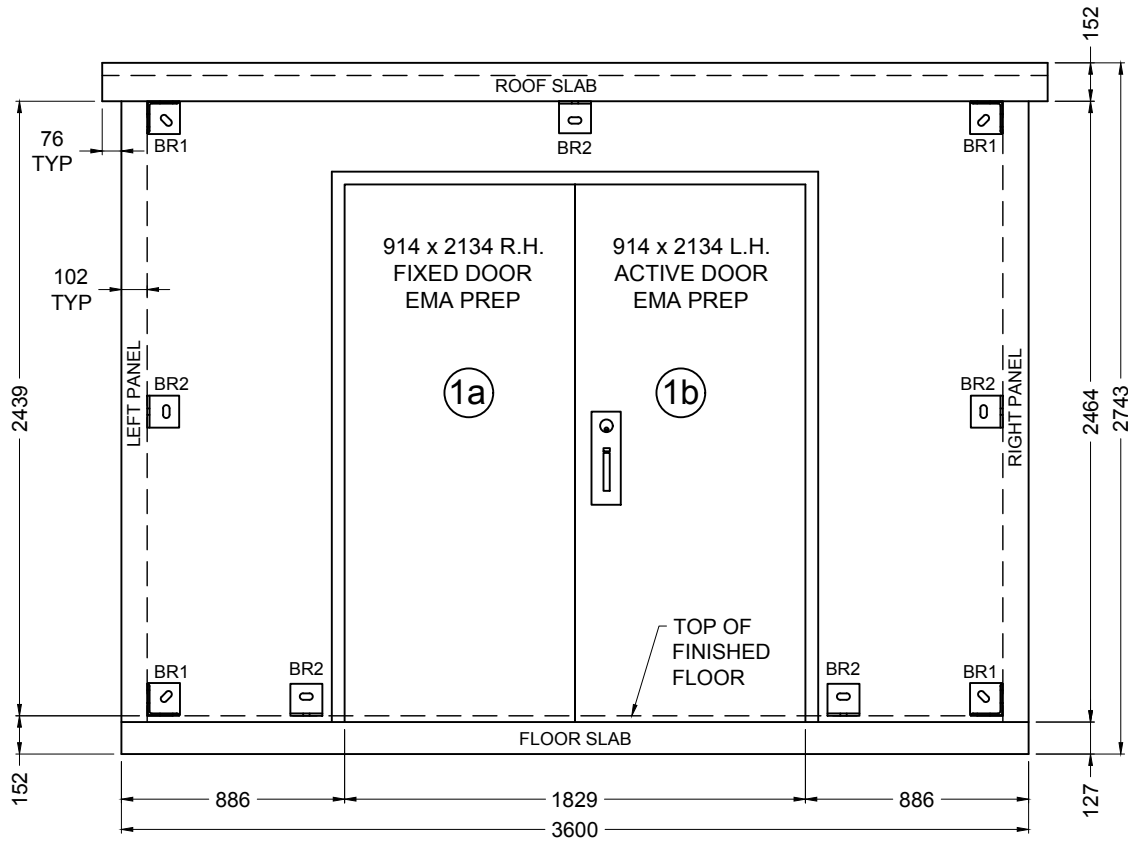 152
ROOF SLAB
76
TYP
BR1
BR2
BR1
914 x 2134 R.H.
FIXED DOOR
EMA PREP
914 x 2134 L.H.
ACTIVE DOOR
EMA PREP
102
TYP
1a
1b
LEFT PANEL
BR2
BR2
RIGHT PANEL
2439
2464
2743
TOP OF
FINISHED
FLOOR
BR1
BR2
BR2
BR1
FLOOR SLAB
152
127
886
1829
886
3600